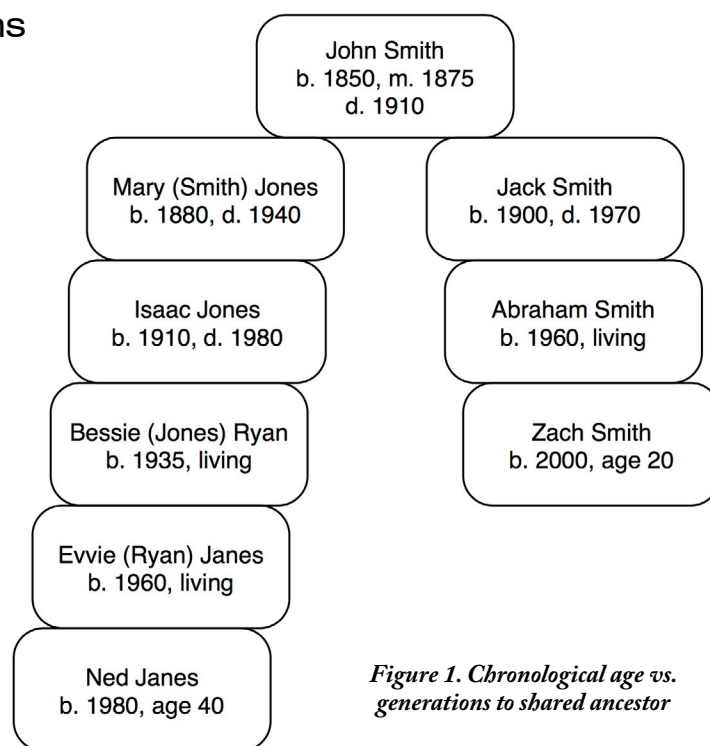 ns
John Smith
b. 1850, m. 1875
d. 1910
Mary (Smith) Jones
b. 1880, d. 1940
Jack Smith
b. 1900, d. 1970
Isaac Jones
b. 1910, d. 1980
Abraham Smith
b. 1960, living
Bessie (Jones) Ryan
b. 1935, living
Zach Smith
b. 2000, age 20
Evvie (Ryan) Janes
b. 1960, living
Ned Janes
b. 1980, age 40
Figure 1. Chronological age vs.
generations to shared ancestor